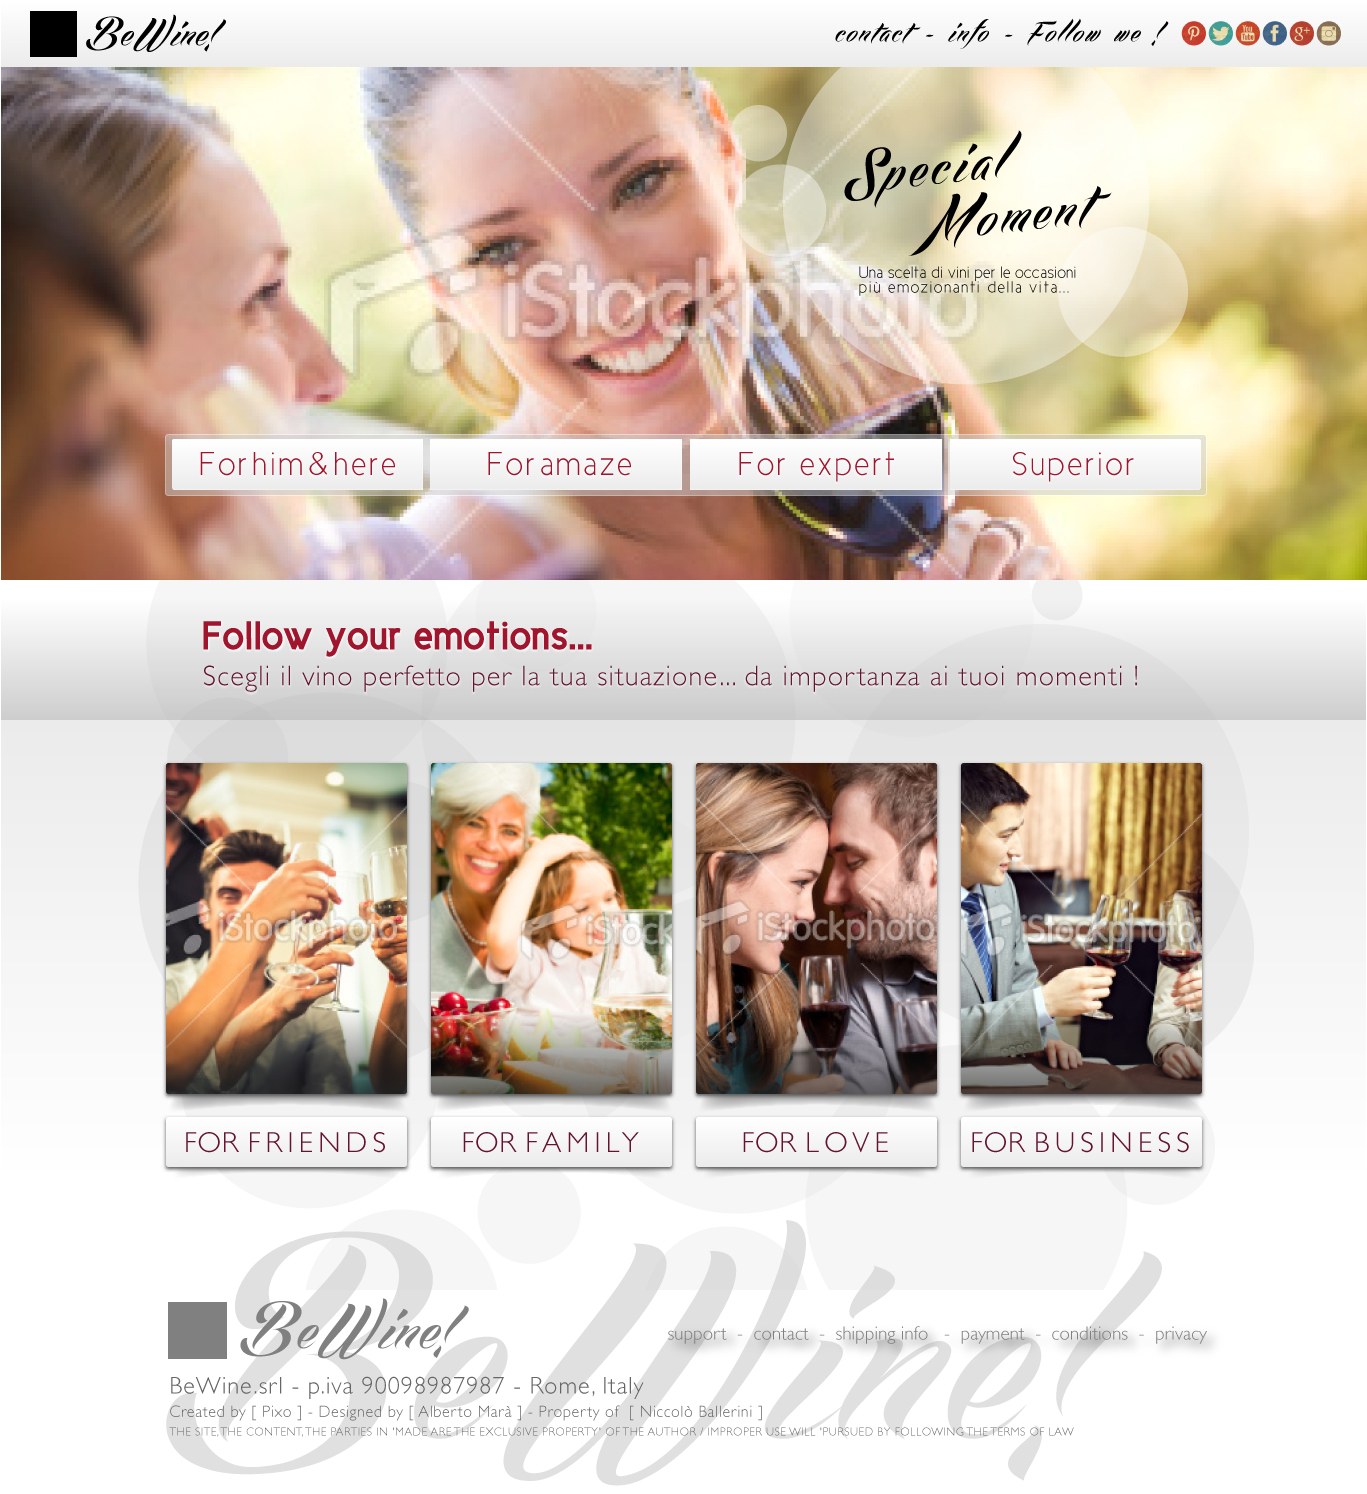 BeWine!
contact - info - Follow we !
Special
Moment
Una scelta di vini per le occasioni
più emozionanti della vita...
iStockphoto
For him & here
For amaze
For expert
Superior
Follow your emotions...
Scegli il vino perfetto per la tua situazione... da importanza ai tuoi momenti !
iStockphoto
iStock
iStockphoto
iStockphoto
FOR FRIENDS
FOR FAMILY
FOR LOVE
FOR BUSINESS
BeWine!
BeWine!
support - contact - shipping info - payment - conditions - privacy
BeWine.srl - p.iva 90098987987 - Rome, Italy
Created by [ Pixo ] - Designed by [ Alberto Marà ] - Property of [ Niccolò Ballerini ]
THE SITE, THE CONTENT, THE PARTIES IN 'MADE ARE THE EXCLUSIVE PROPERTY' OF THE AUTHOR / IMPROPER USE WILL 'PURSUED BY FOLLOWING THE TERMS OF LAW